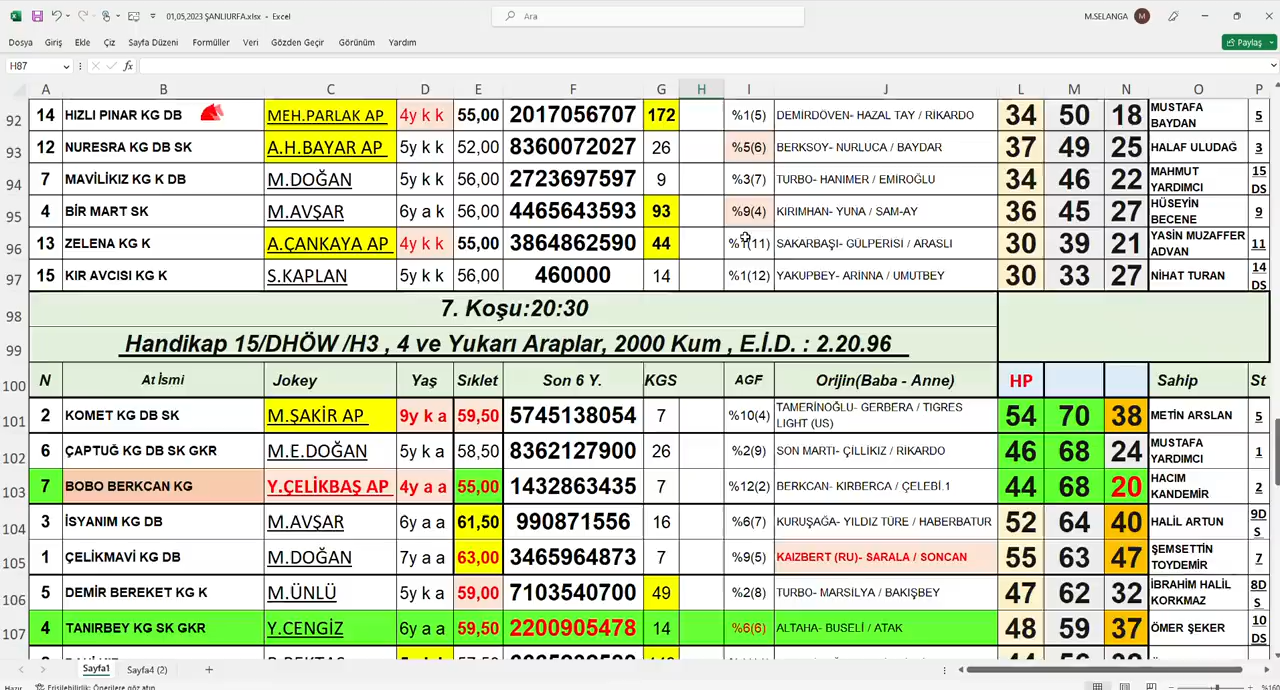 01,05,2023 ŞANLIURFA.xlsx - Excel
Ara
M.SELANGA M
Dosya Giriş Ekle Çiz Sayfa Düzeni Formüller Veri Gözden Geçir Görünüm Yardım
Paylaş
H87
fx
A B C D E F G H I J L M N O P
92 14 HIZLI PINAR KG DB MEH.PARLAK AP 4y k k 55,00 2017056707 172 %1(5) DEMİRDÖVEN- HAZAL TAY / RIKARDO 34 50 18 MUSTAFA BAYDAN 5
93 12 NURESRA KG DB SK A.H.BAYAR AP 5y k k 52,00 8360072027 26 %5(6) BERKSOY- NURLUCA / BAYDAR 37 49 25 HALAF ULUDAĞ 3
94 7 MAVİLİKIZ KG K DB M.DOĞAN 5y k k 56,00 2723697597 9 %3(7) TURBO- HANIMER / EMİROĞLU 34 46 22 MAHMUT YARDIMCI 15 DS
95 4 BİR MART SK M.AVŞAR 6y a k 56,00 4465643593 93 %9(4) KIRIMHAN- YUNA / SAM-AY 36 45 27 HÜSEYİN BECENE 9
96 13 ZELENA KG K A.ÇANKAYA AP 4y k k 55,00 3864862590 44 %1(11) SAKARBAŞI- GÜLPERİSİ / ARASLI 30 39 21 YASİN MUZAFFER ADVAN 11
97 15 KIR AVCISI KG K S.KAPLAN 5y k k 56,00 460000 14 %1(12) YAKUPBEY- ARINNA / UMUTBEY 30 33 27 NİHAT TURAN 14 DS
98 7. Koşu:20:30
99 Handikap 15/DHÖW /H3 , 4 ve Yukarı Araplar, 2000 Kum , E.İ.D. : 2.20.96
100 N At İsmi Jokey Yaş Sıklet Son 6 Y. KGS AGF Orijin(Baba - Anne) HP Sahip St
101 2 KOMET KG DB SK M.ŞAKİR AP 9y k a 59,50 5745138054 7 %10(4) TAMERİNOĞLU- GERBERA / TIGRES LIGHT (US) 54 70 38 METİN ARSLAN 5
102 6 ÇAPTUĞ KG DB SK GKR M.E.DOĞAN 5y k a 58,50 8362127900 26 %2(9) SON MARTI- ÇİLLİKIZ / RIKARDO 46 68 24 MUSTAFA YARDIMCI 1
103 7 BOBO BERKCAN KG Y.ÇELİKBAŞ AP 4y a a 55,00 1432863435 7 %12(2) BERKCAN- KIRBERCA / ÇELEBİ.1 44 68 20 HACIM KANDEMİR 2
104 3 İSYANIM KG DB M.AVŞAR 6y a a 61,50 990871556 16 %6(7) KURUŞAĞA- YILDIZ TÜRE / HABERBATUR 52 64 40 HALİL ARTUN 9D S
105 1 ÇELİKMAVİ KG DB M.DOĞAN 7y a a 63,00 3465964873 7 %9(5) KAIZBERT (RU)- SARALA / SONCAN 55 63 47 ŞEMSETTİN TOYDEMİR 7
106 5 DEMİR BEREKET KG K M.ÜNLÜ 5y k a 59,00 7103540700 49 %2(8) TURBO- MARSİLYA / BAKIŞBEY 47 62 32 İBRAHİM HALİL KORKMAZ 8D S
107 4 TANIRBEY KG SK GKR Y.CENGİZ 6y a a 59,50 2200905478 14 %6(6) ALTAHA- BUSELİ / ATAK 48 59 37 ÖMER ŞEKER 10 DS
Sayfa1 Sayfa4 (2) +
Hazır Erişilebilirlik: Önerilere göz atın %160